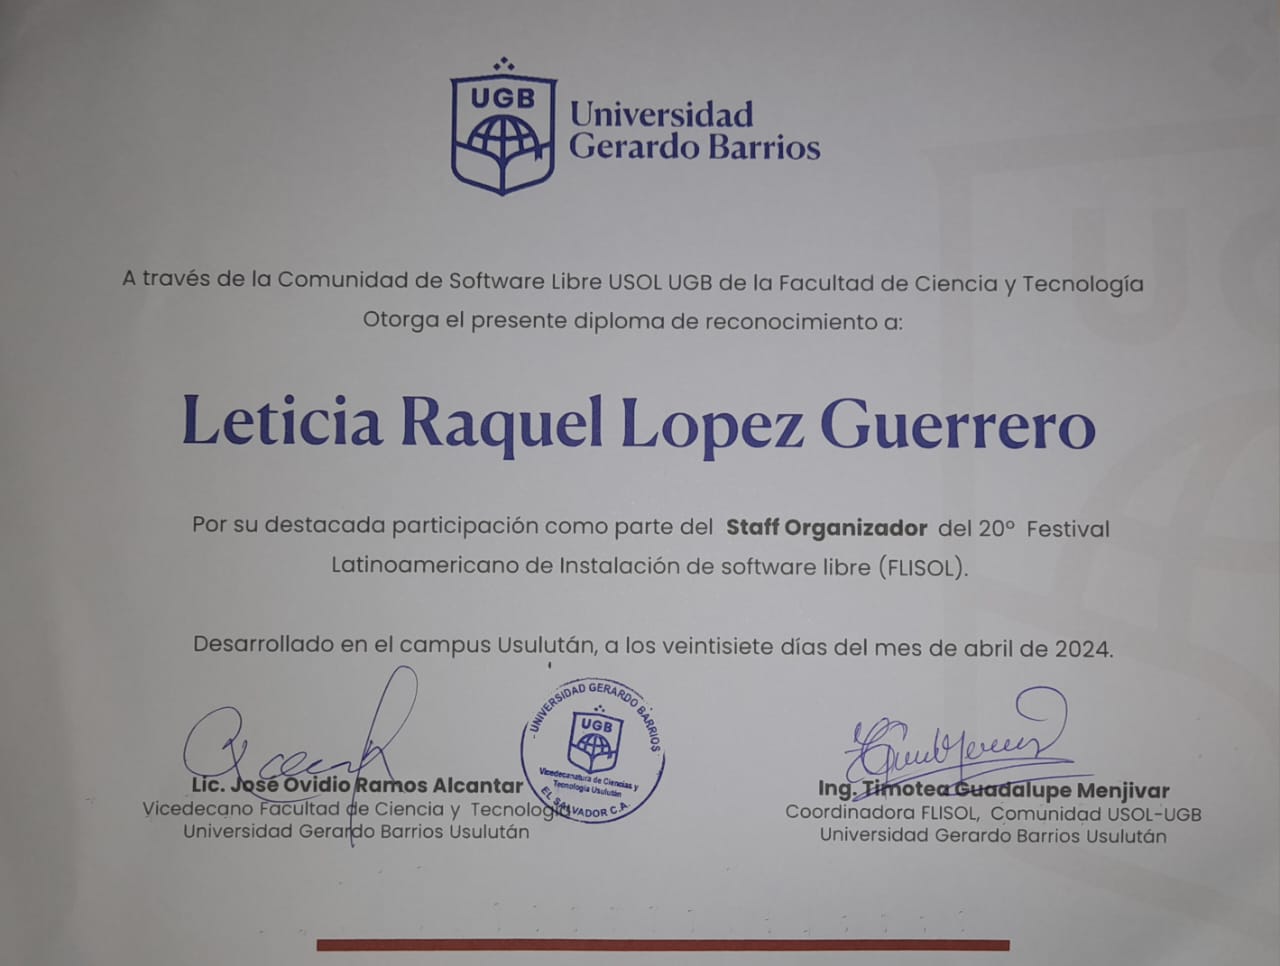 UGB
Universidad
Gerardo Barrios
A través de la Comunidad de Software Libre USOL UGB de la Facultad de Ciencia y Tecnología
Otorga el presente diploma de reconocimiento a:
Leticia Raquel Lopez Guerrero
Por su destacada participación como parte del Staff Organizador del 20° Festival
Latinoamericano de Instalación de software libre (FLISOL).
Desarrollado en el campus Usulután, a los veintisiete días del mes de abril de 2024.
UNIVERSIDAD GERARDO BARRIOS
UGB
Vicedecanatura de Ciencias y
Tecnología Usulután
EL SALVADOR C.A.
Lic. José Ovidio Ramos Alcantar
Vicedecano Facultad de Ciencia y Tecnología
Universidad Gerardo Barrios Usulután
Ing. Timotea Guadalupe Menjivar
Coordinadora FLISOL, Comunidad USOL-UGB
Universidad Gerardo Barrios Usulután